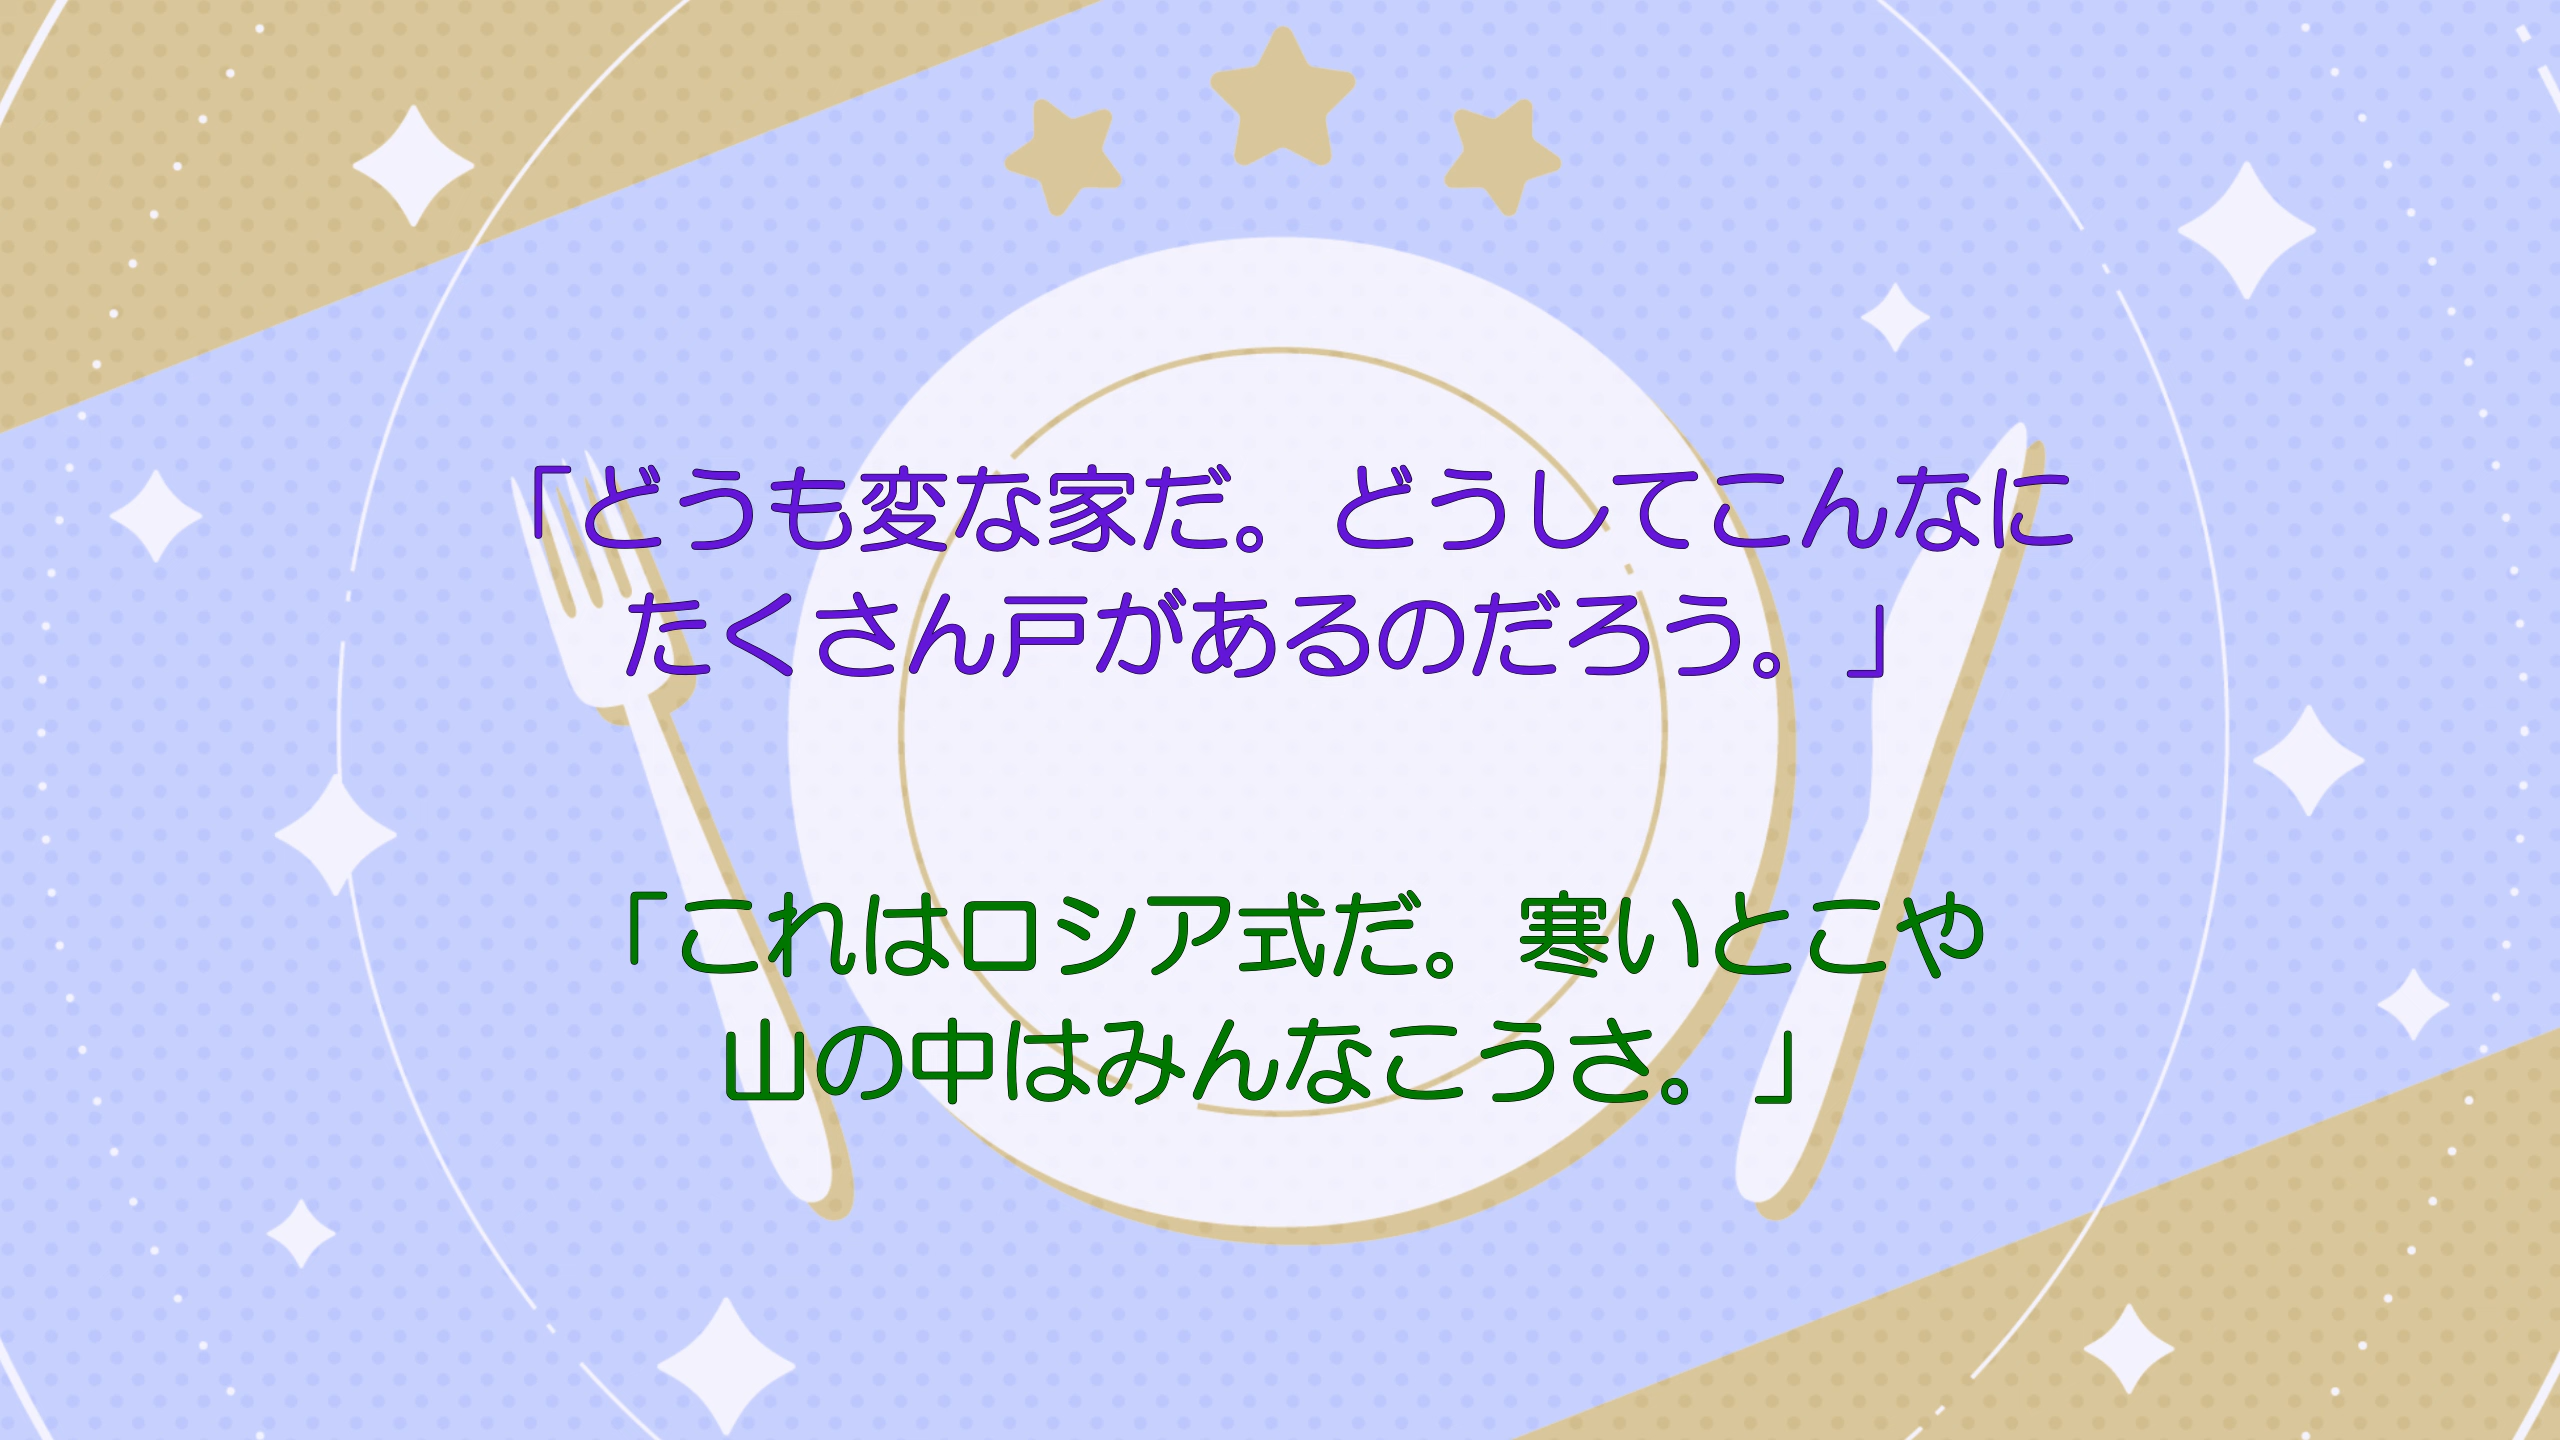 「どうも変な家だ。どうしてこんなに
たくさん戸があるのだろう。」
「これはロシア式だ。寒いとこや
山の中はみんなこうさ。」